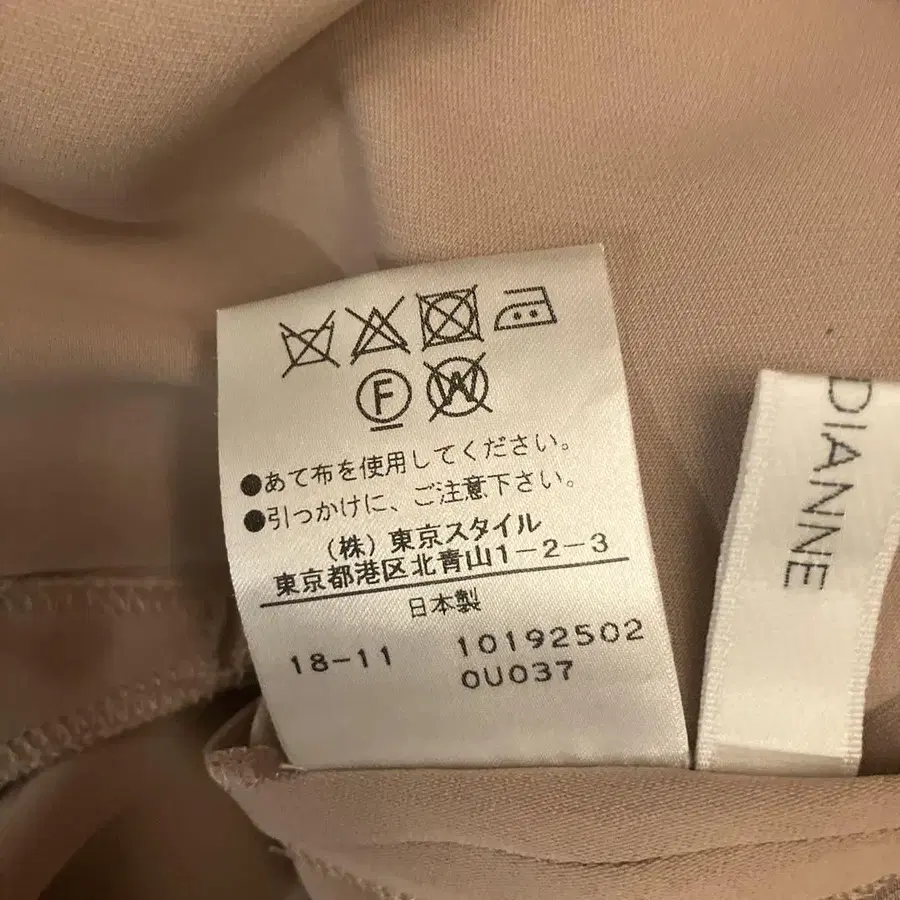 F W
●あて布を使用してください。
●引っかけに、ご注意下さい。
(株)東京スタイル
東京都港区北青山1-2-3
日本製
18-11 10192502
0U037
DIANNE